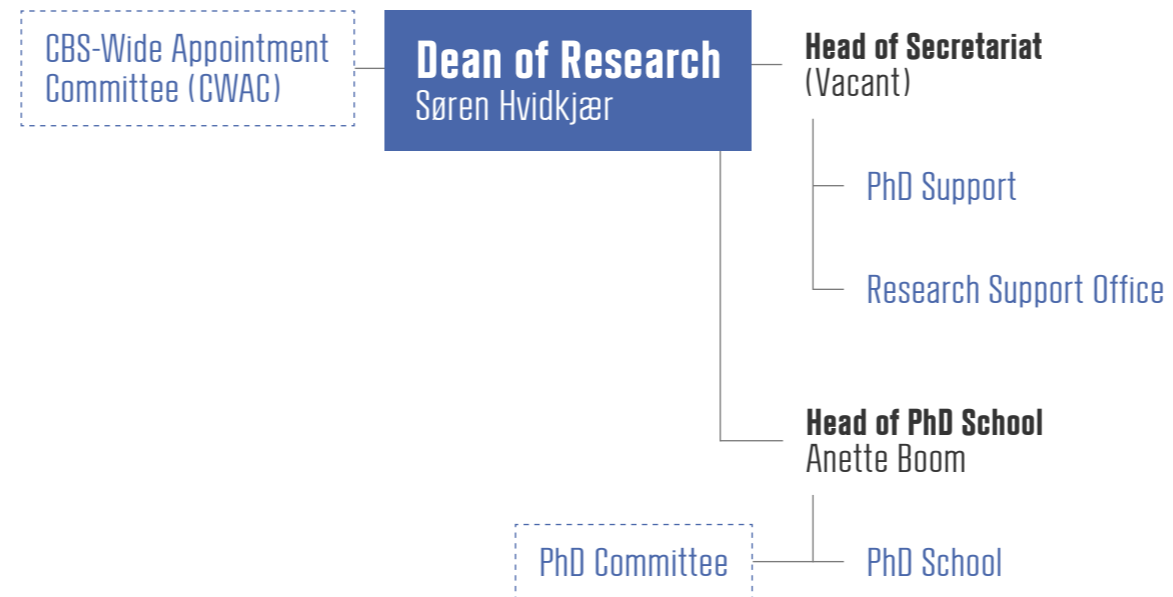 CBS-Wide Appointment
Committee (CWAC)
Dean of Research
Søren Hvidkjær
Head of Secretariat
(Vacant)
PhD Support
Research Support Office
Head of PhD School
Anette Boom
PhD Committee
PhD School